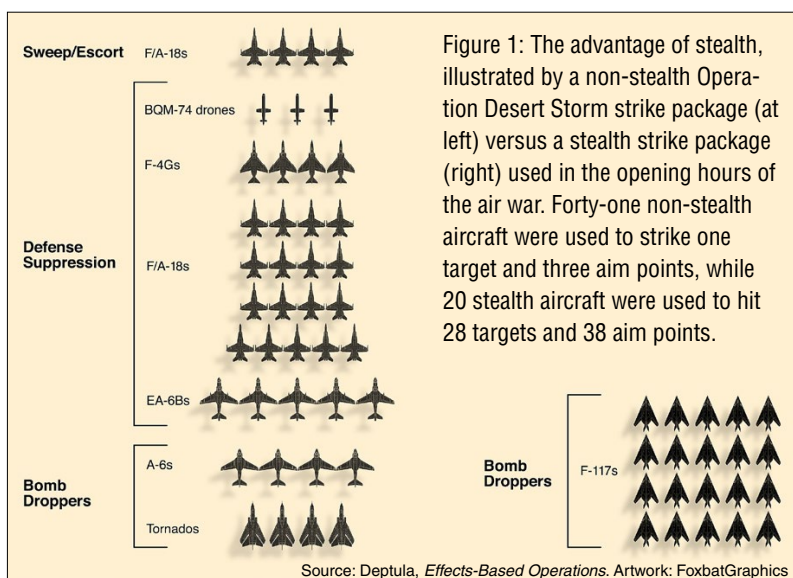 Sweep/Escort
F/A-18s
BQM-74 drones
F-4Gs
Defense
Suppression
F/A-18s
EA-6Bs
Bomb
Droppers
A-6s
Tornados
Figure 1: The advantage of stealth,
illustrated by a non-stealth Opera-
tion Desert Storm strike package (at
left) versus a stealth strike package
(right) used in the opening hours of
the air war. Forty-one non-stealth
aircraft were used to strike one
target and three aim points, while
20 stealth aircraft were used to hit
28 targets and 38 aim points.
Bomb
Droppers
F-117s
Source: Deptula, Effects-Based Operations. Artwork: FoxbatGraphics